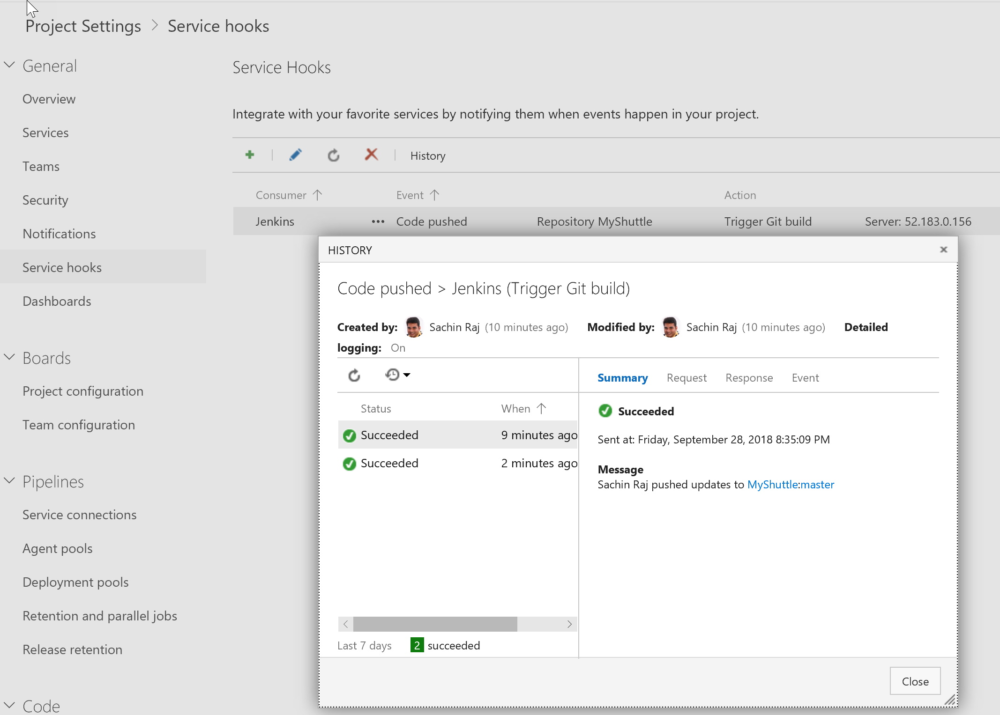 Project Settings > Service hooks
General
Overview
Services
Teams
Security
Notifications
Service hooks
Dashboards
Boards
Project configuration
Team configuration
Pipelines
Service connections
Agent pools
Deployment pools
Retention and parallel jobs
Release retention
Code
Service Hooks
Integrate with your favorite services by notifying them when events happen in your project.
History
Consumer ↑ Event ↑ Action
Jenkins ••• Code pushed Repository MyShuttle Trigger Git build Server: 52.183.0.156
HISTORY
Code pushed > Jenkins (Trigger Git build)
Created by: Sachin Raj (10 minutes ago) Modified by: Sachin Raj (10 minutes ago) Detailed
logging: On
Status When ↑
Succeeded 9 minutes ago
Succeeded 2 minutes ago
Last 7 days 2 succeeded
Summary Request Response Event
Succeeded
Sent at: Friday, September 28, 2018 8:35:09 PM
Message
Sachin Raj pushed updates to MyShuttle:master
Close